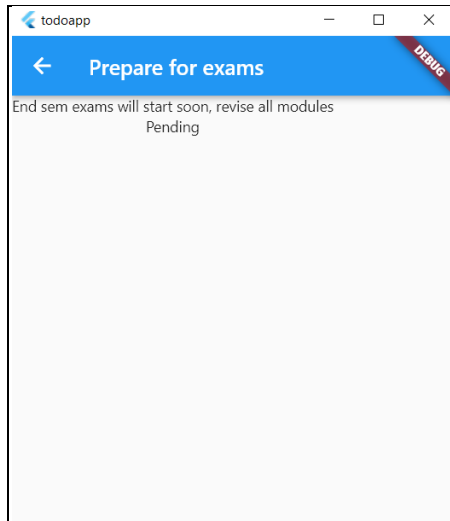 todoapp
Prepare for exams
DEBUG
End sem exams will start soon, revise all modules
Pending